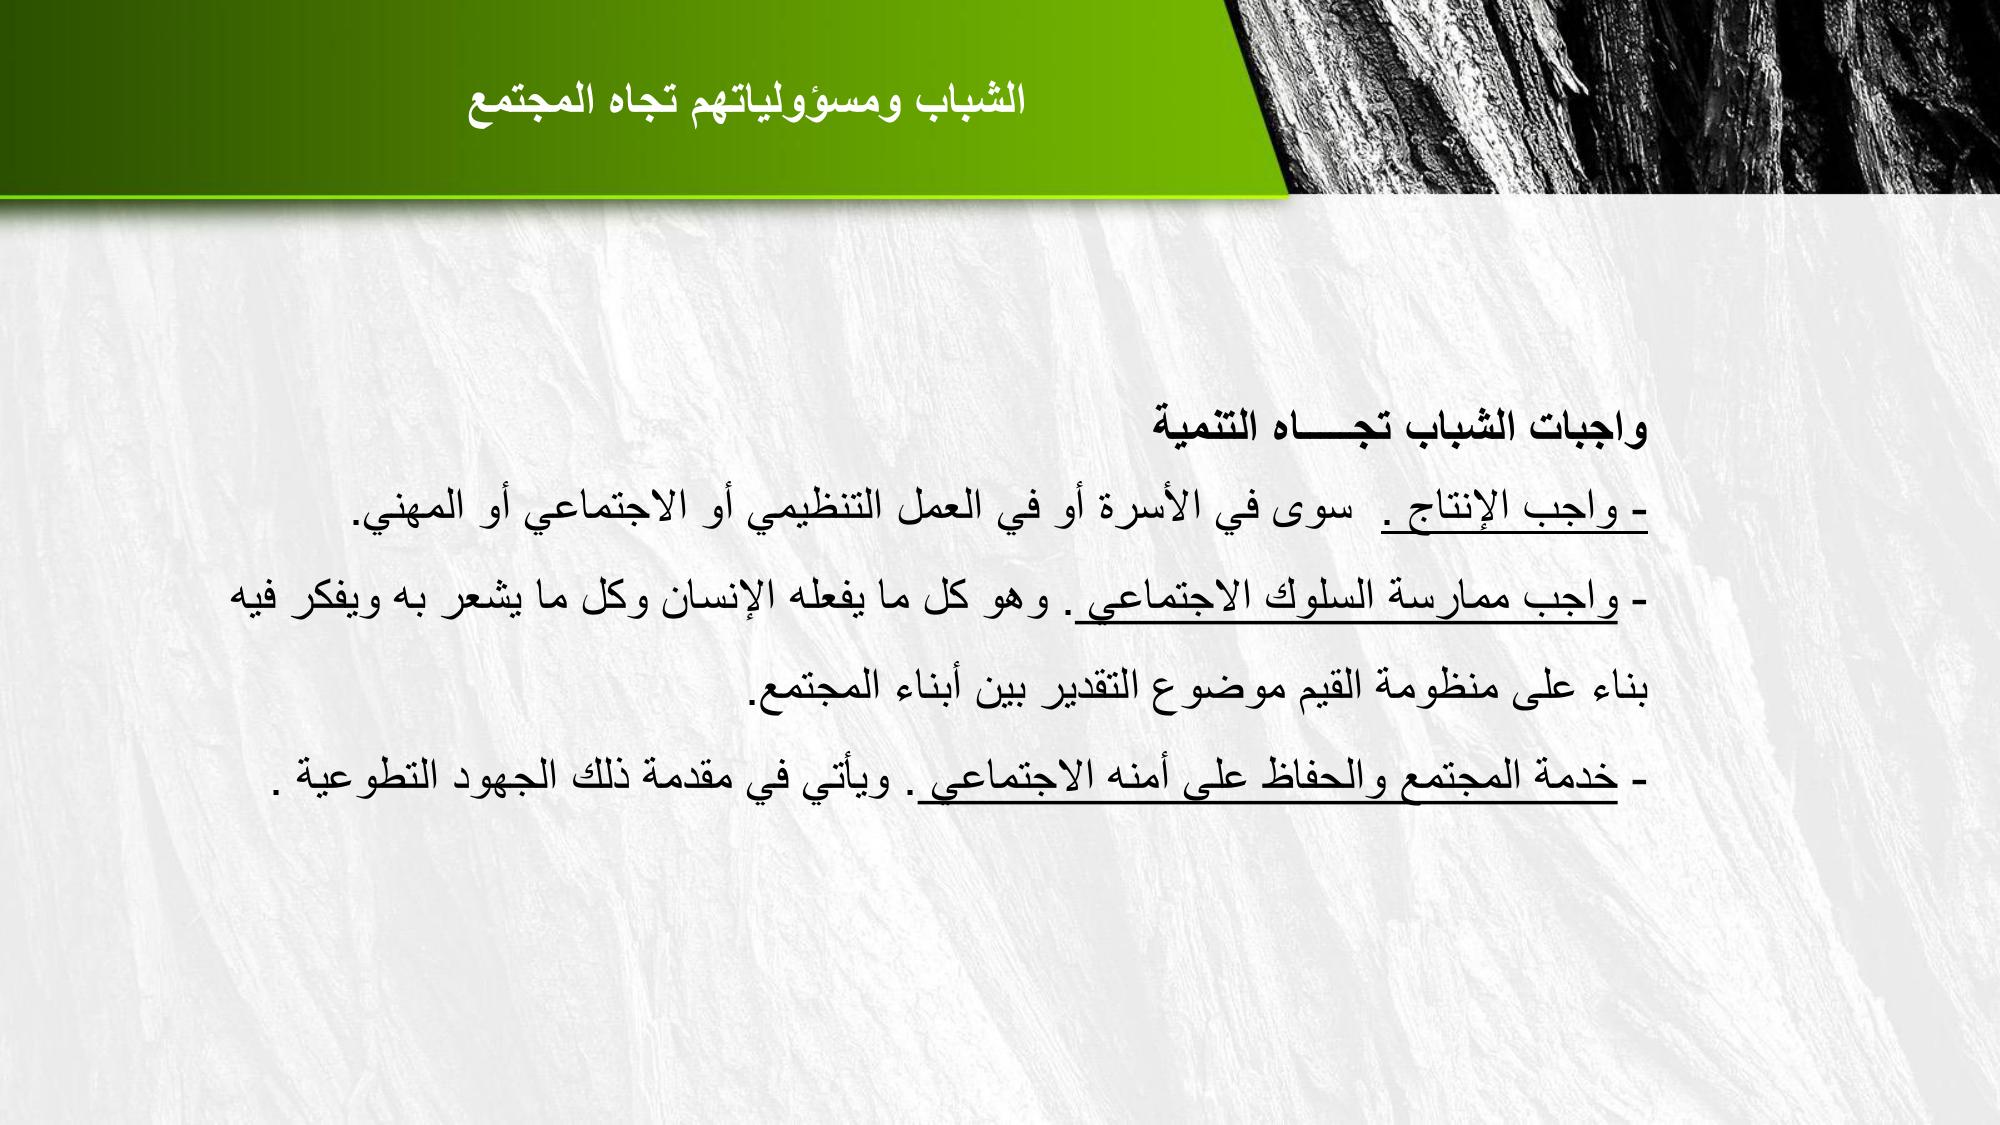 الشباب ومسؤولياتهم تجاه المجتمع
واجبات الشباب تجـــــاه التنمية
- واجب الإنتاج . سوى في الأسرة أو في العمل التنظيمي أو الاجتماعي أو المهني.
- واجب ممارسة السلوك الاجتماعي . وهو كل ما يفعله الإنسان وكل ما يشعر به ويفكر فيه
بناء على منظومة القيم موضوع التقدير بين أبناء المجتمع.
- خدمة المجتمع والحفاظ على أمنه الاجتماعي . ويأتي في مقدمة ذلك الجهود التطوعية .